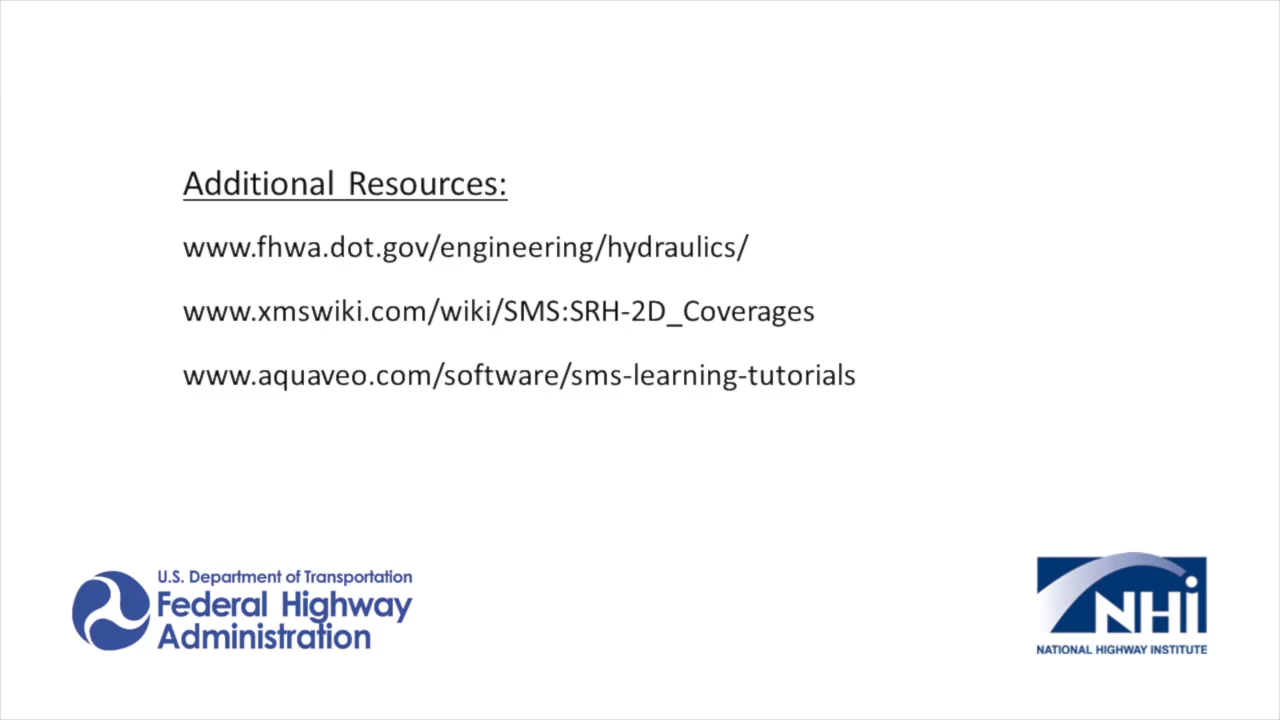 Additional Resources:
www.fhwa.dot.gov/engineering/hydraulics/
www.xmswiki.com/wiki/SMS:SRH-2D_Coverages
www.aquaveo.com/software/sms-learning-tutorials
U.S. Department of Transportation
Federal Highway
Administration
NHi
NATIONAL HIGHWAY INSTITUTE